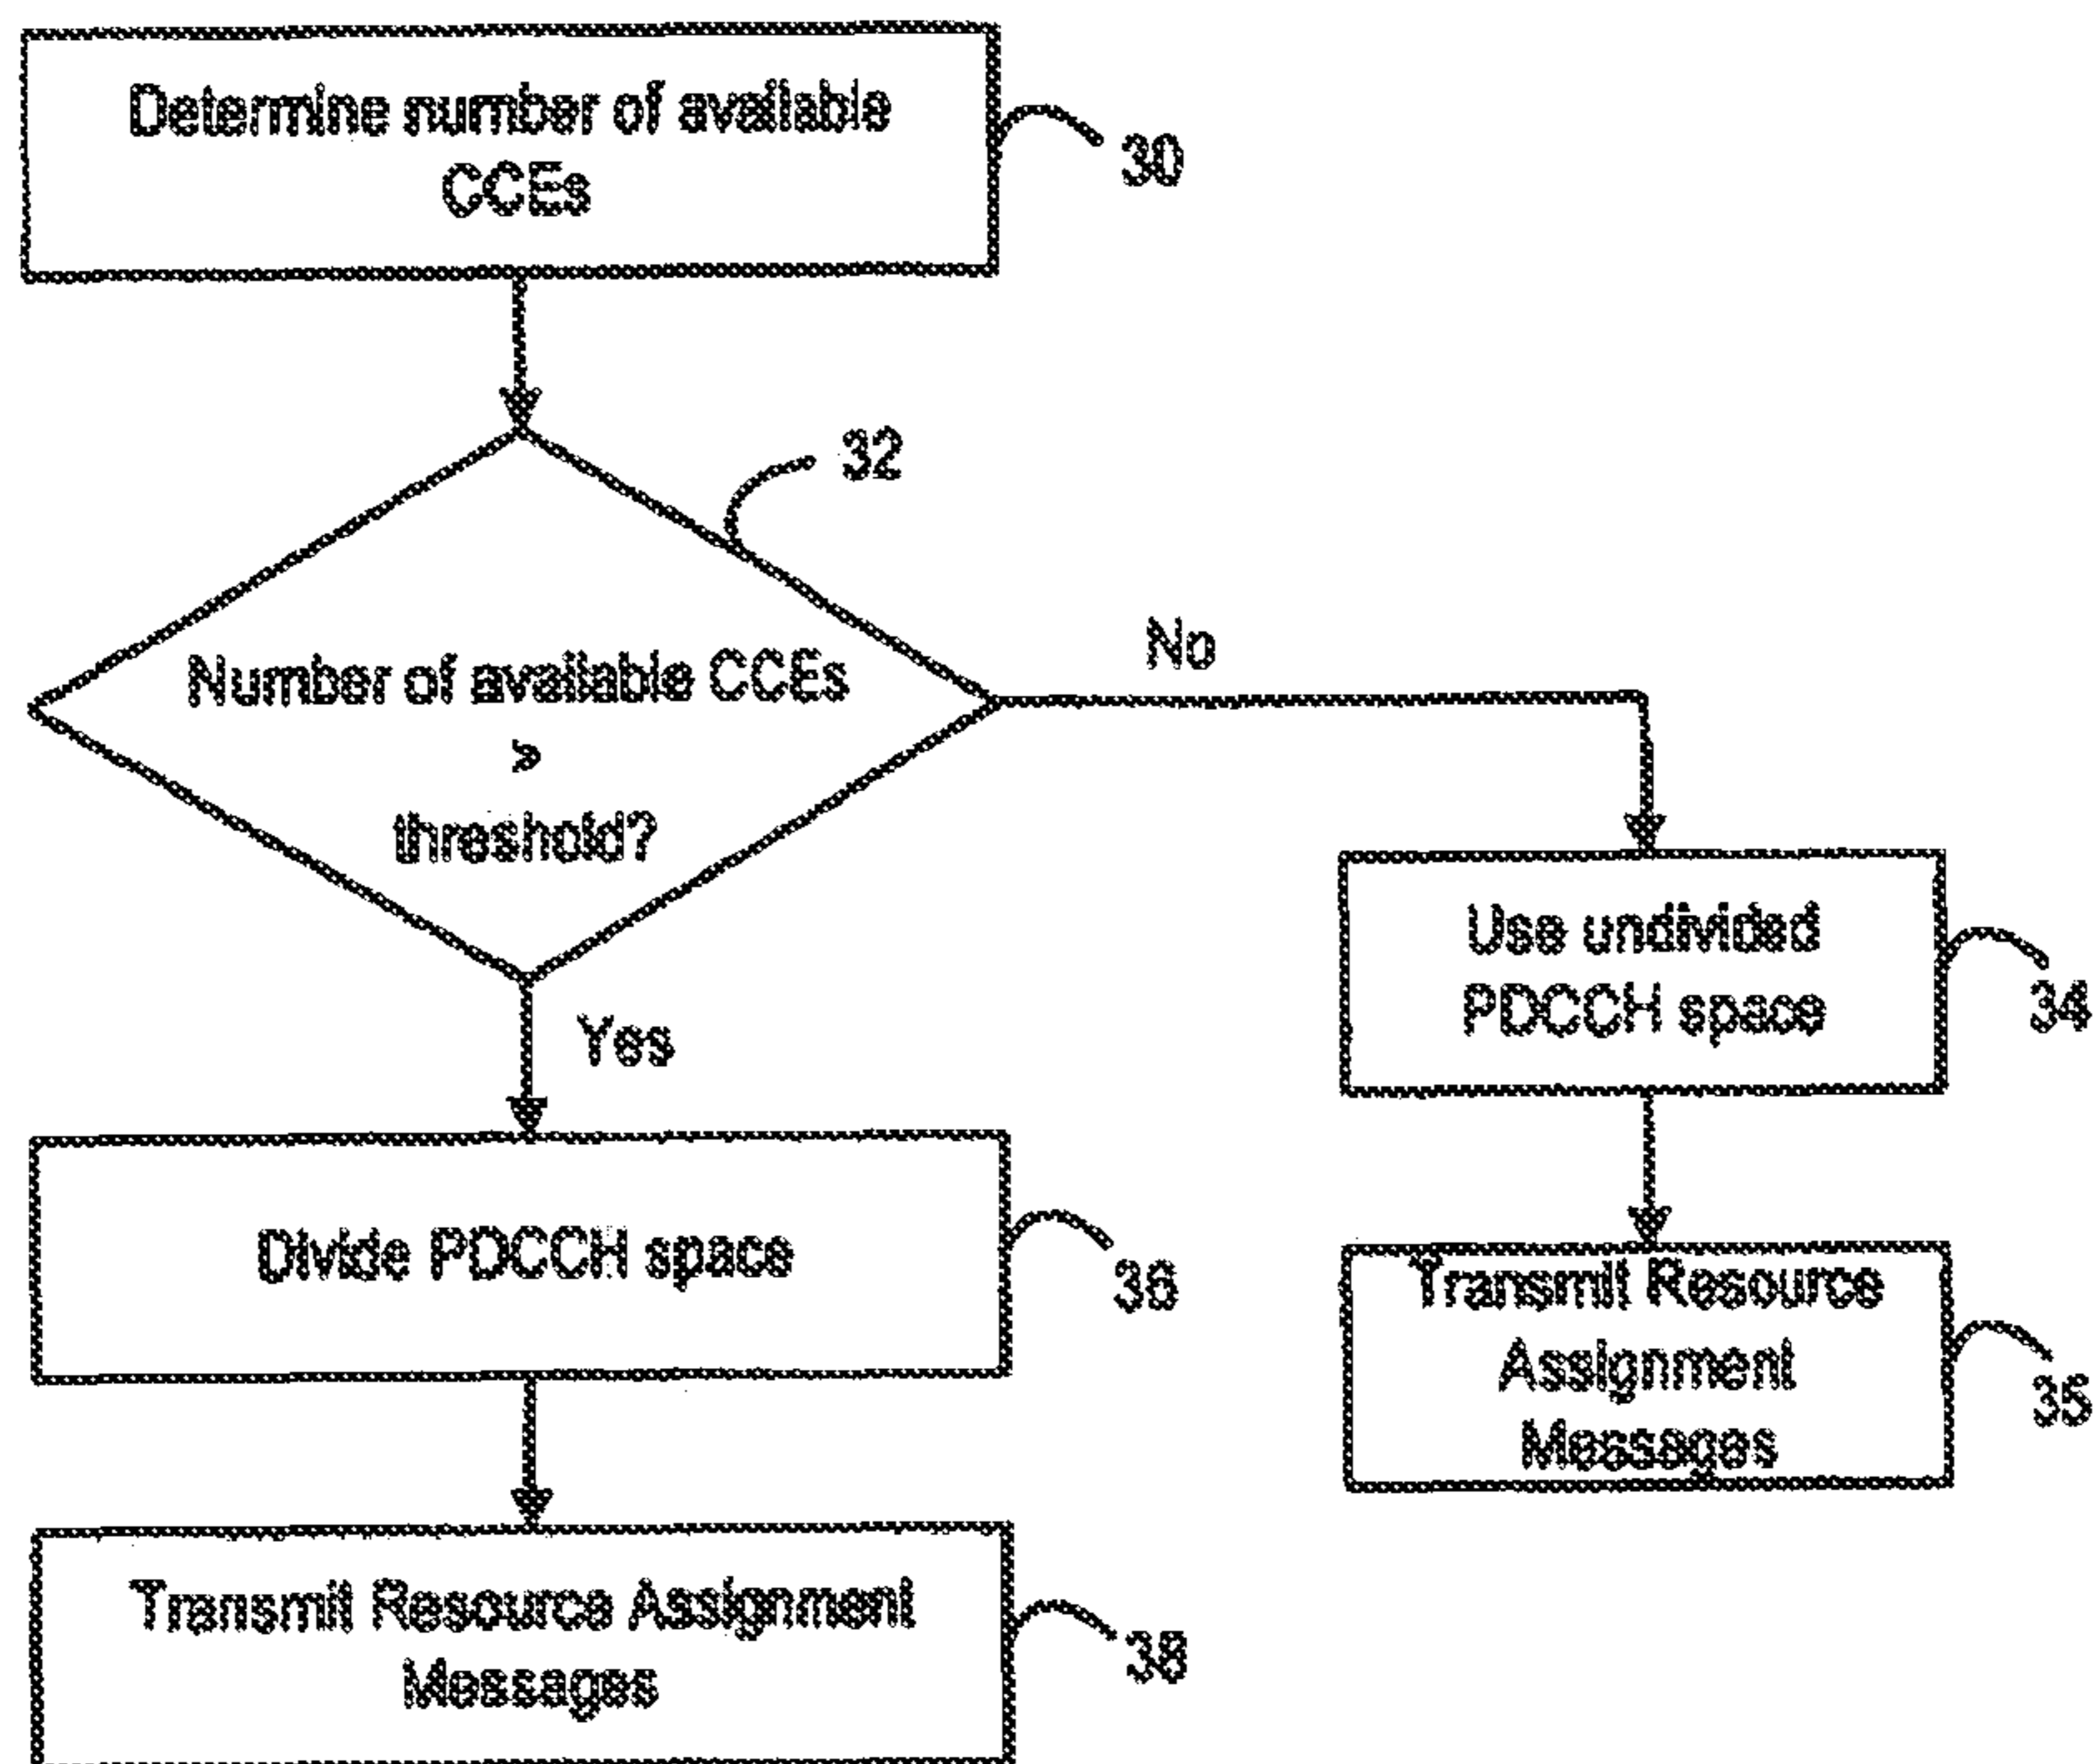 Determine number of available
CCEs
30
32
Number of available CCEs
>
threshold?
No
Yes
Use undivided
PDCCH space
34
Divide PDCCH space
36
Transmit Resource
Assignment
Messages
35
Transmit Resource Assignment
Messages
38